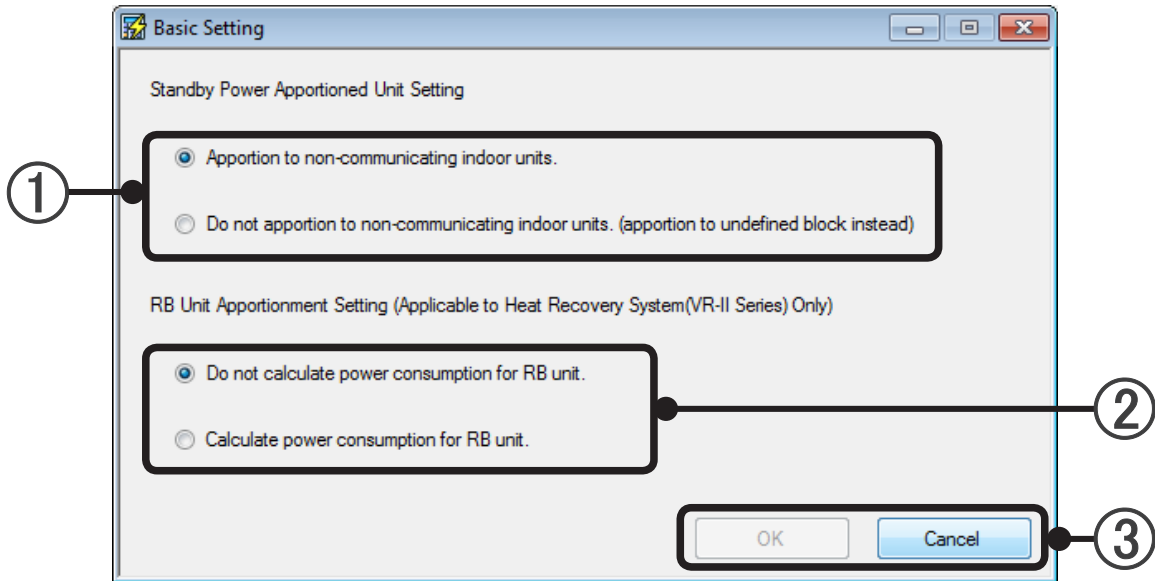 Basic Setting
Standby Power Apportioned Unit Setting
Apportion to non-communicating indoor units.
① Do not apportion to non-communicating indoor units. (apportion to undefined block instead)
RB Unit Apportionment Setting (Applicable to Heat Recovery System(VR-II Series) Only)
Do not calculate power consumption for RB unit.
②
Calculate power consumption for RB unit.
OK Cancel ③